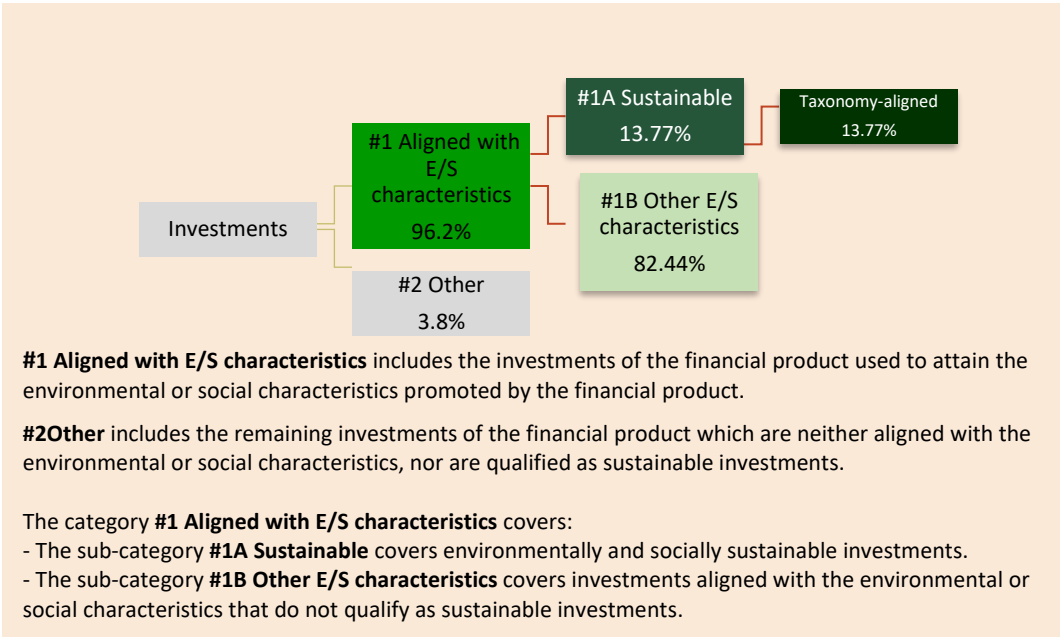 #1A Sustainable
13.77%
Taxonomy-aligned
13.77%
#1 Aligned with
E/S
characteristics
96.2%
#1B Other E/S
characteristics
82.44%
Investments
#2 Other
3.8%
#1 Aligned with E/S characteristics includes the investments of the financial product used to attain the
environmental or social characteristics promoted by the financial product.
#2Other includes the remaining investments of the financial product which are neither aligned with the
environmental or social characteristics, nor are qualified as sustainable investments.
The category #1 Aligned with E/S characteristics covers:
- The sub-category #1A Sustainable covers environmentally and socially sustainable investments.
- The sub-category #1B Other E/S characteristics covers investments aligned with the environmental or
social characteristics that do not qualify as sustainable investments.